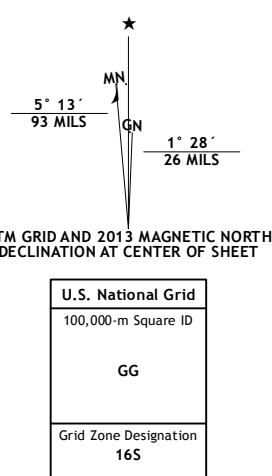 MN
GN
5° 13´
93 MILS
1° 28´
26 MILS
TM GRID AND 2013 MAGNETIC NORTH
DECLINATION AT CENTER OF SHEET
U.S. National Grid
100,000-m Square ID
GG
Grid Zone Designation
16S